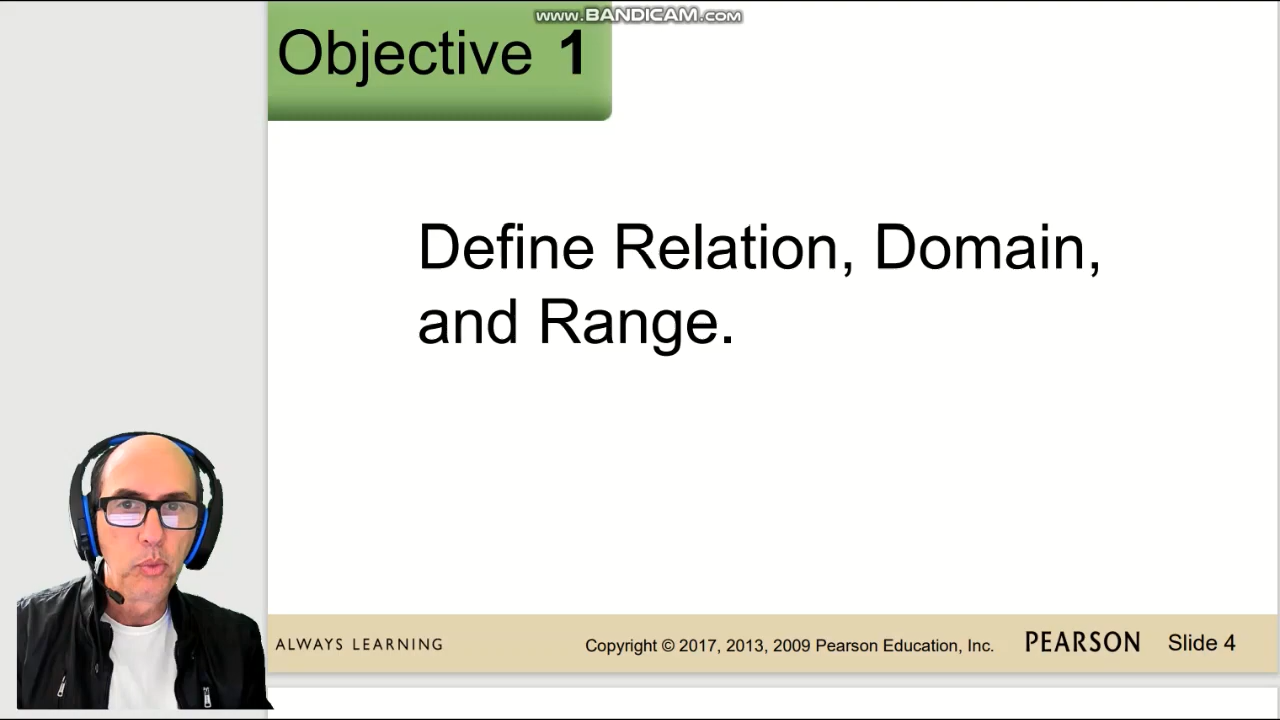 www.BANDICAM.com
Objective 1
Define Relation, Domain,
and Range.
ALWAYS LEARNING
Copyright © 2017, 2013, 2009 Pearson Education, Inc.
PEARSON
Slide 4